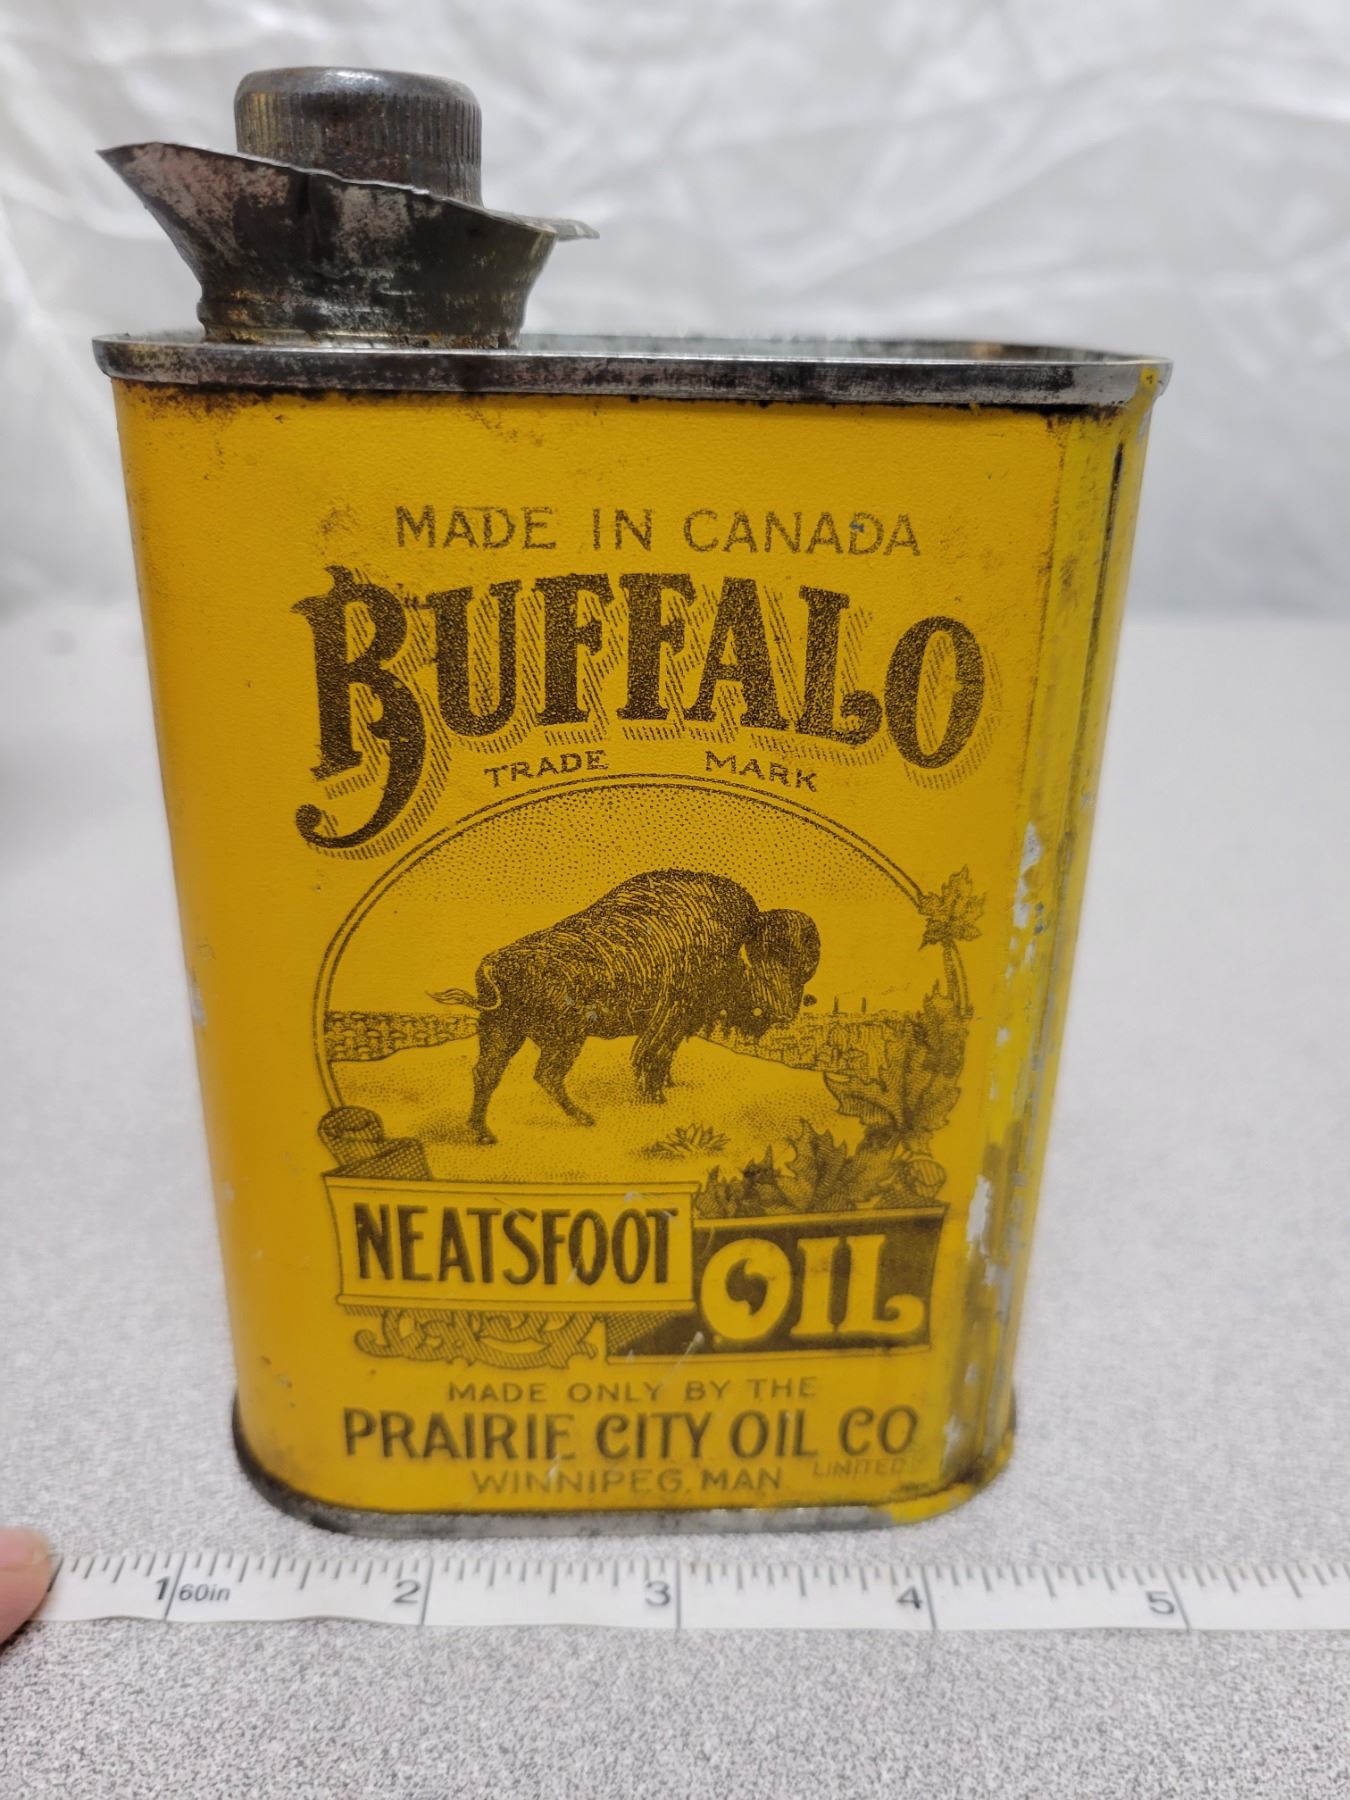 MADE IN CANADA
BUFFALO
TRADE MARK
NEATSFOOT
OIL
MADE ONLY BY THE
PRAIRIE CITY OIL CO
LIMITED
WINNIPEG, MAN
1 60in 2 3 4 5